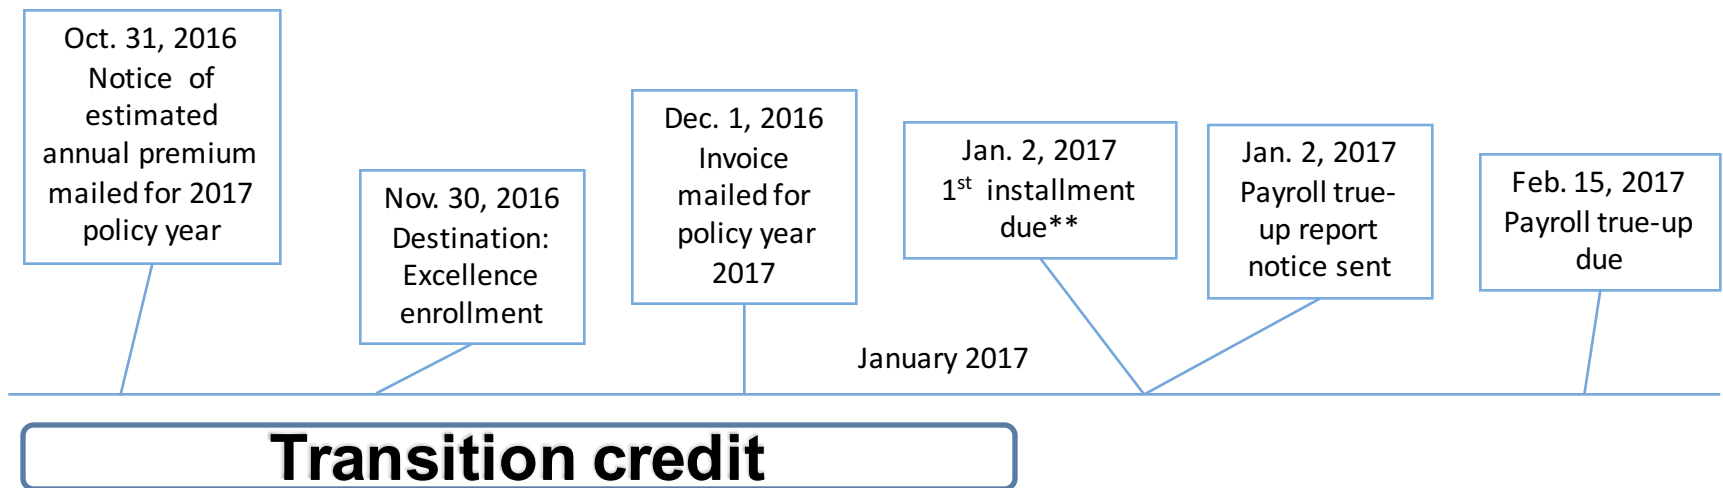 Oct. 31, 2016
Notice of
estimated
annual premium
mailed for 2017
policy year
Nov. 30, 2016
Destination:
Excellence
enrollment
Dec. 1, 2016
Invoice
mailed for
policy year
2017
Jan. 2, 2017
1st installment
due**
Jan. 2, 2017
Payroll true-
up report
notice sent
Feb. 15, 2017
Payroll true-up
due
January 2017
Transition credit